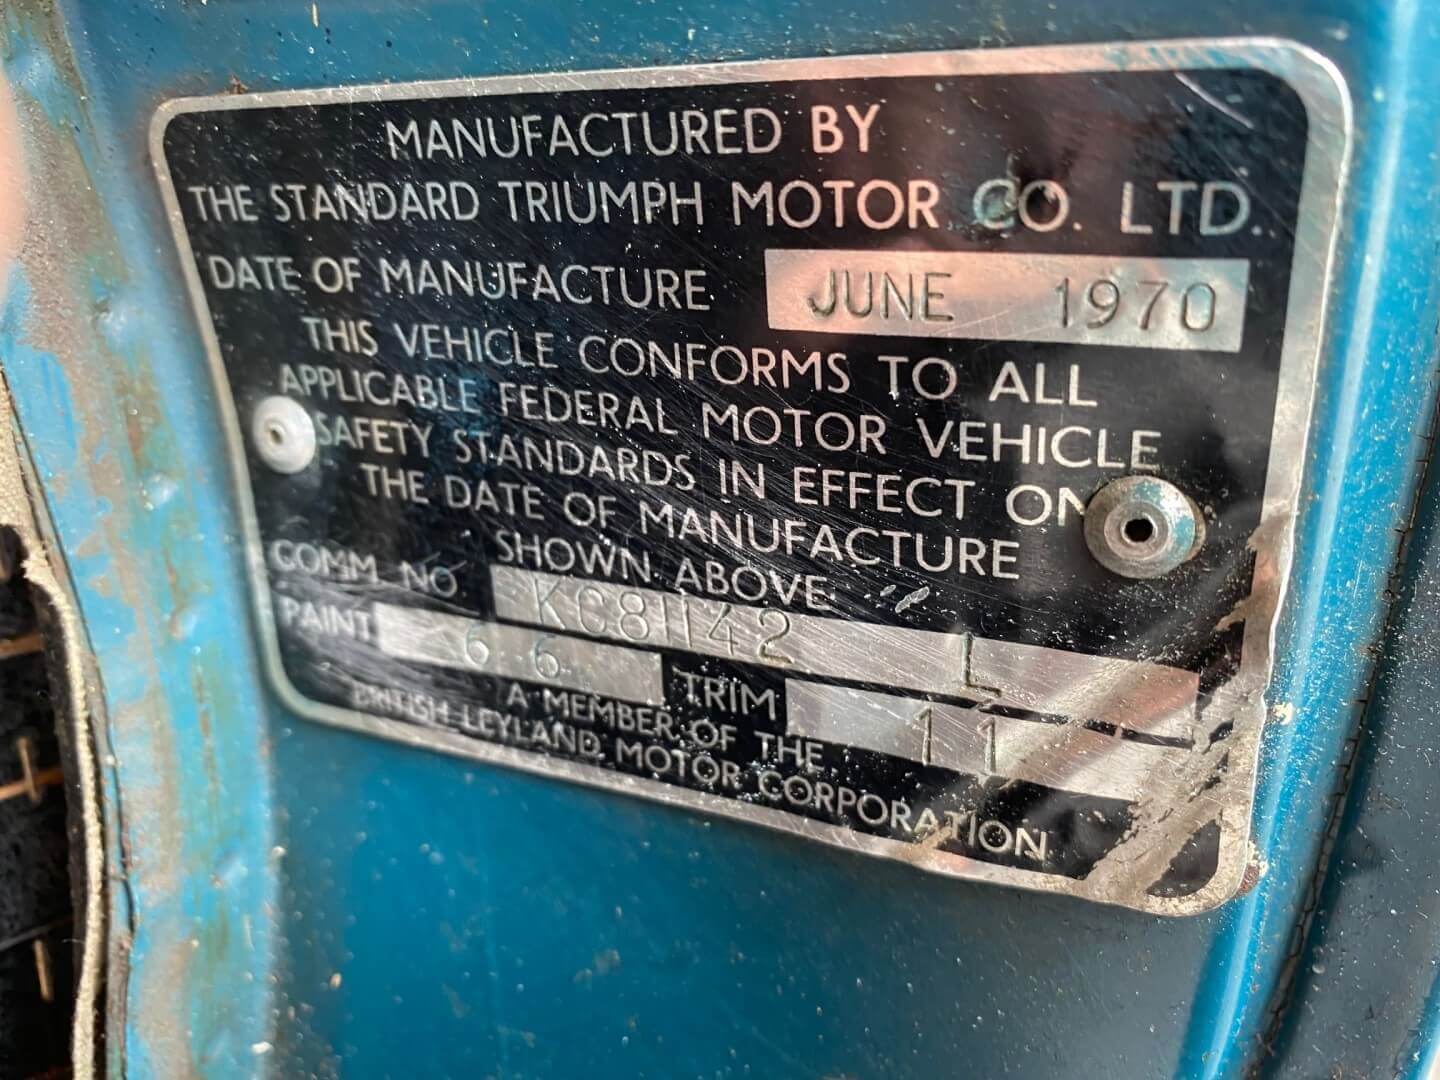 MANUFACTURED BY
THE STANDARD TRIUMPH MOTOR CO. LTD.
DATE OF MANUFACTURE JUNE 1970
THIS VEHICLE CONFORMS TO ALL
APPLICABLE FEDERAL MOTOR VEHICLE
SAFETY STANDARDS IN EFFECT ON
THE DATE OF MANUFACTURE
SHOWN ABOVE
COMM. NO. KC81142 L
PAINT 66 TRIM 11
A MEMBER OF THE
BRITISH LEYLAND MOTOR CORPORATION